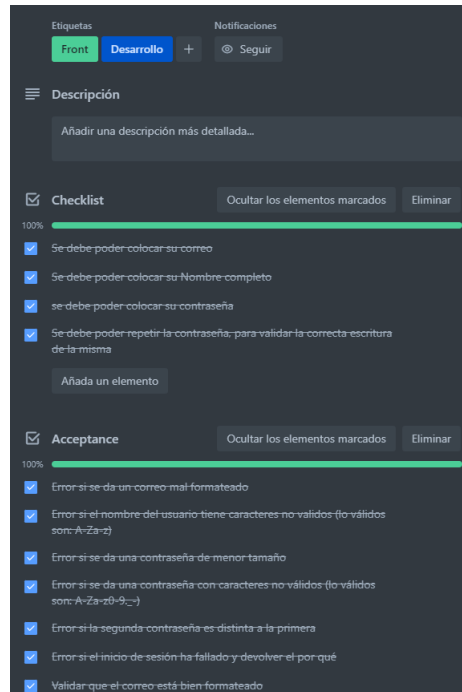 Etiquetas
Notificaciones
Front
Desarrollo
+
Seguir
Descripción
Añadir una descripción más detallada...
Checklist
Ocultar los elementos marcados
Eliminar
100%
Se debe poder colocar su correo
Se debe poder colocar su Nombre completo
se debe poder colocar su contraseña
Se debe poder repetir la contraseña, para validar la correcta escritura
de la misma
Añada un elemento
Acceptance
Ocultar los elementos marcados
Eliminar
100%
Error si se da un correo mal formateado
Error si el nombre del usuario tiene caracteres no validos (lo válidos
son: A-Za-z)
Error si se da una contraseña de menor tamaño
Error si se da una contraseña con caracteres no válidos (lo válidos
son: A-Za-z0-9._-)
Error si la segunda contraseña es distinta a la primera
Error si el inicio de sesión ha fallado y devolver el por qué
Validar que el correo está bien formateado